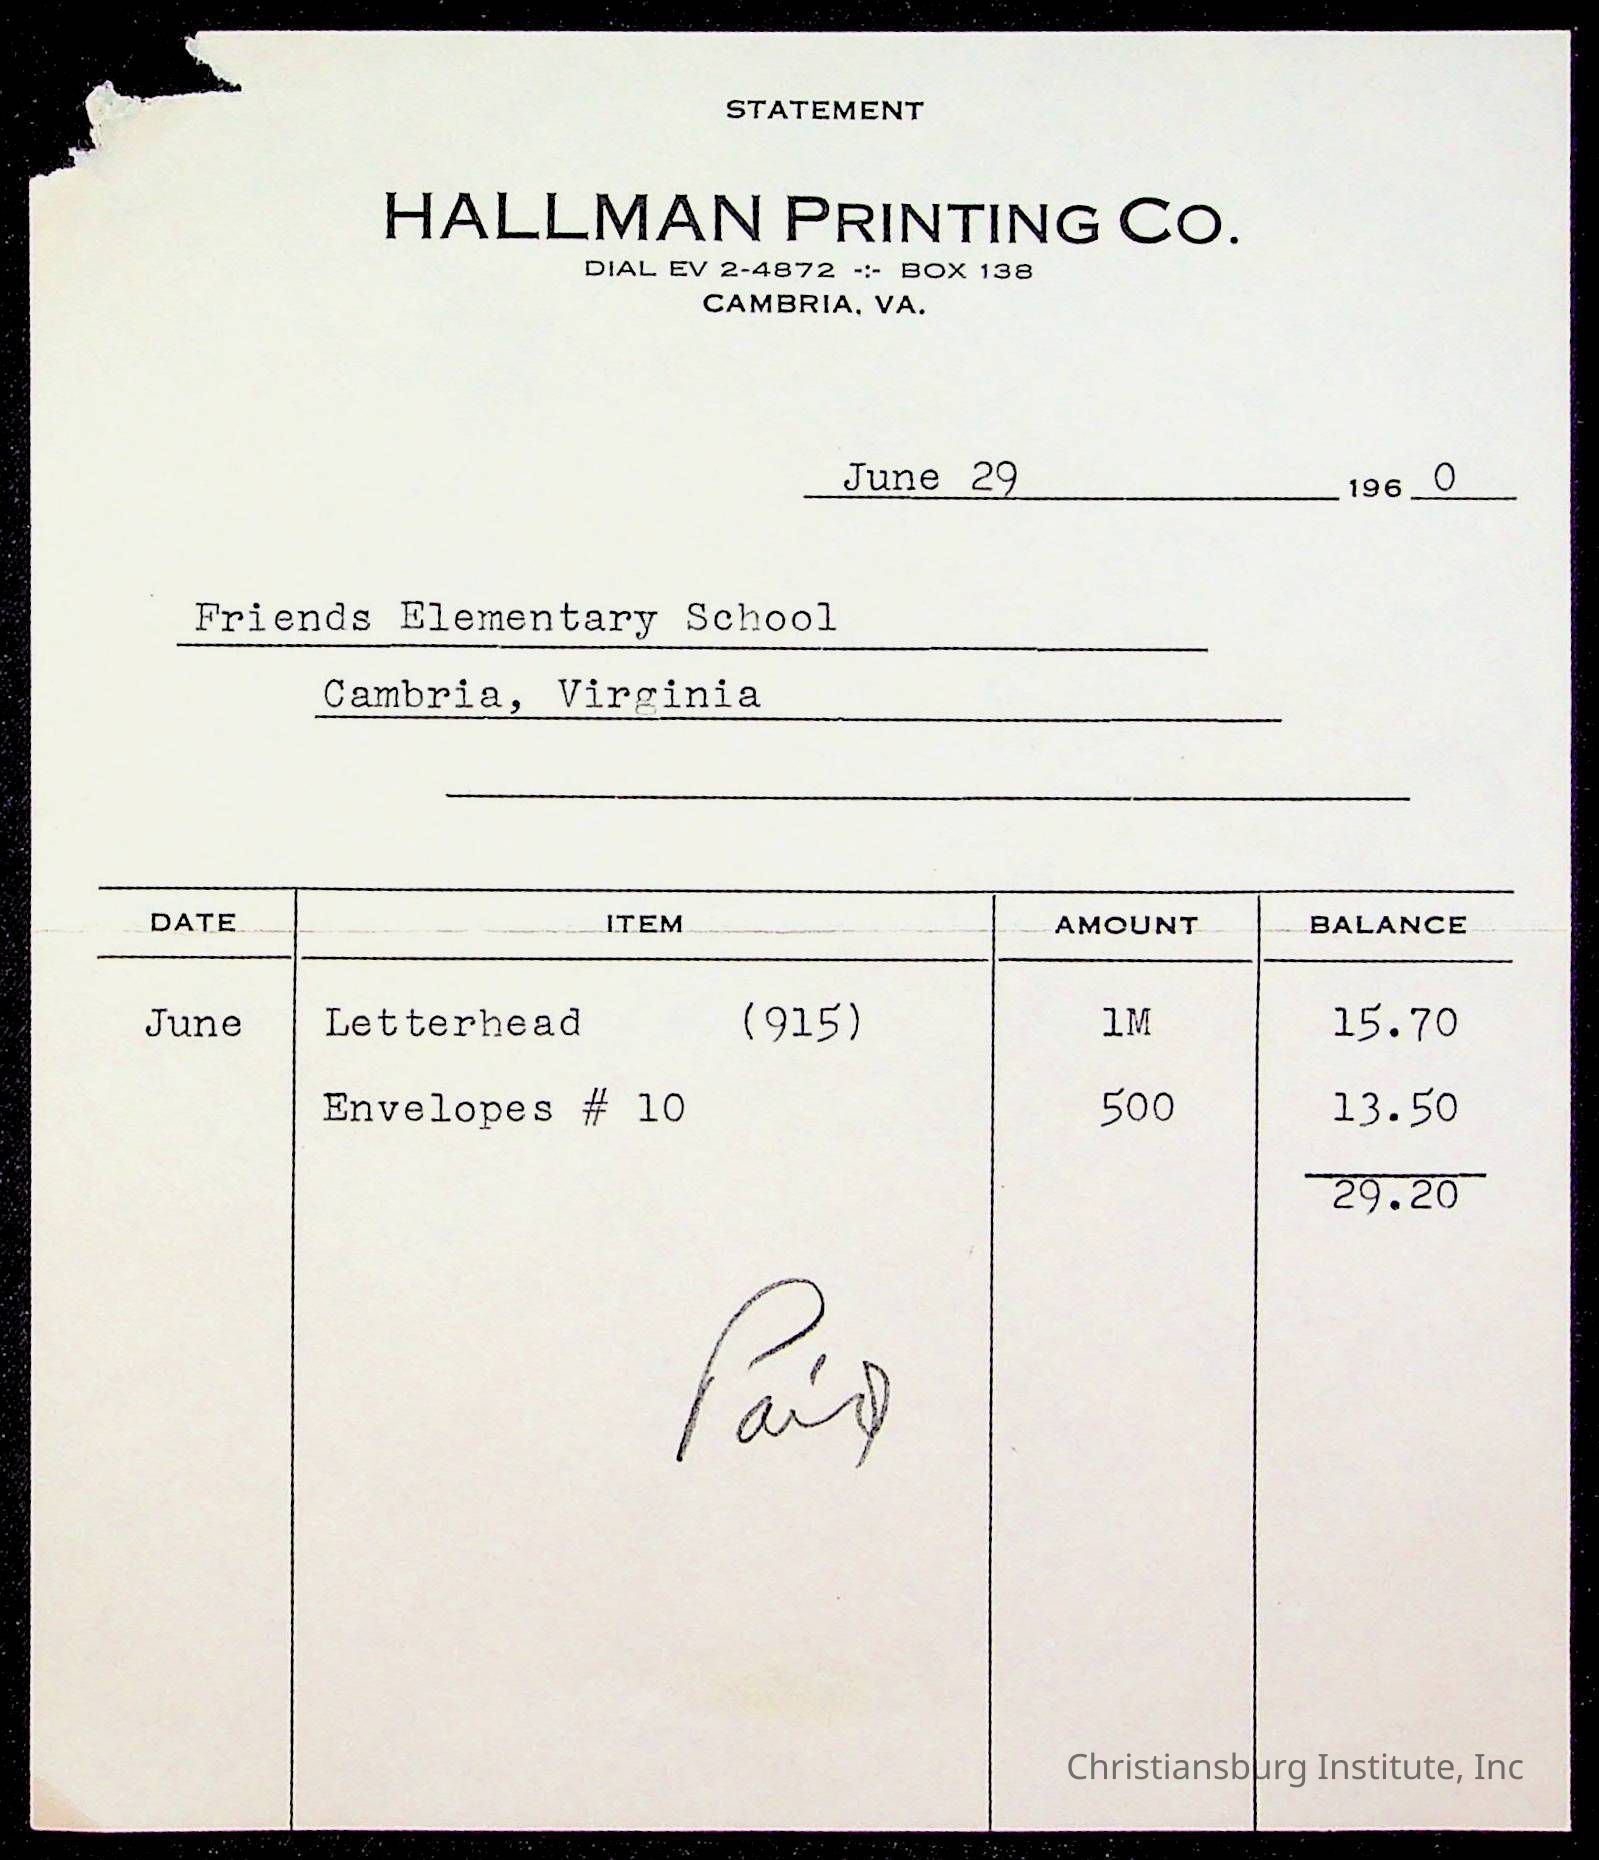 STATEMENT
HALLMAN PRINTING CO.
DIAL EV 2-4872 -:- BOX 138
CAMBRIA, VA.
June 29 196 0
Friends Elementary School
Cambria, Virginia
DATE ITEM AMOUNT BALANCE
June Letterhead (915) 1M 15.70
Envelopes # 10 500 13.50
29.20
Paid
Christiansburg Institute, Inc